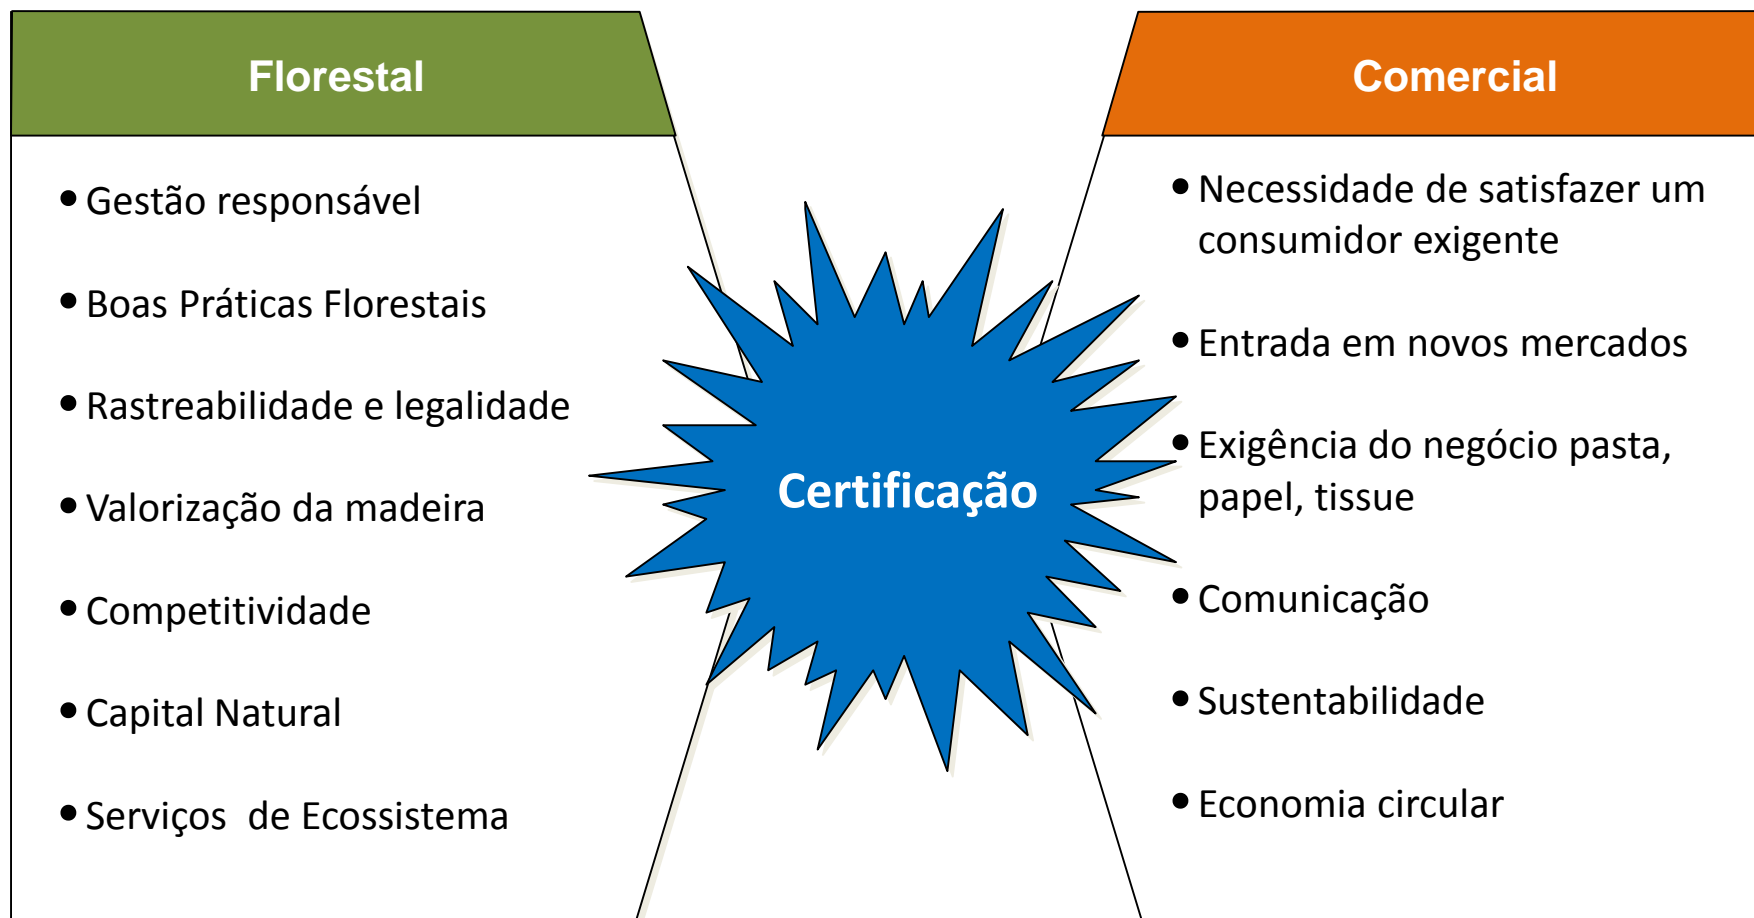 Florestal
• Gestão responsável
• Boas Práticas Florestais
• Rastreabilidade e legalidade
• Valorização da madeira
• Competitividade
• Capital Natural
• Serviços  de Ecossistema
Certificação
Comercial
• Necessidade de satisfazer um
consumidor exigente
• Entrada em novos mercados
• Exigência do negócio pasta,
papel, tissue
• Comunicação
• Sustentabilidade
• Economia circular